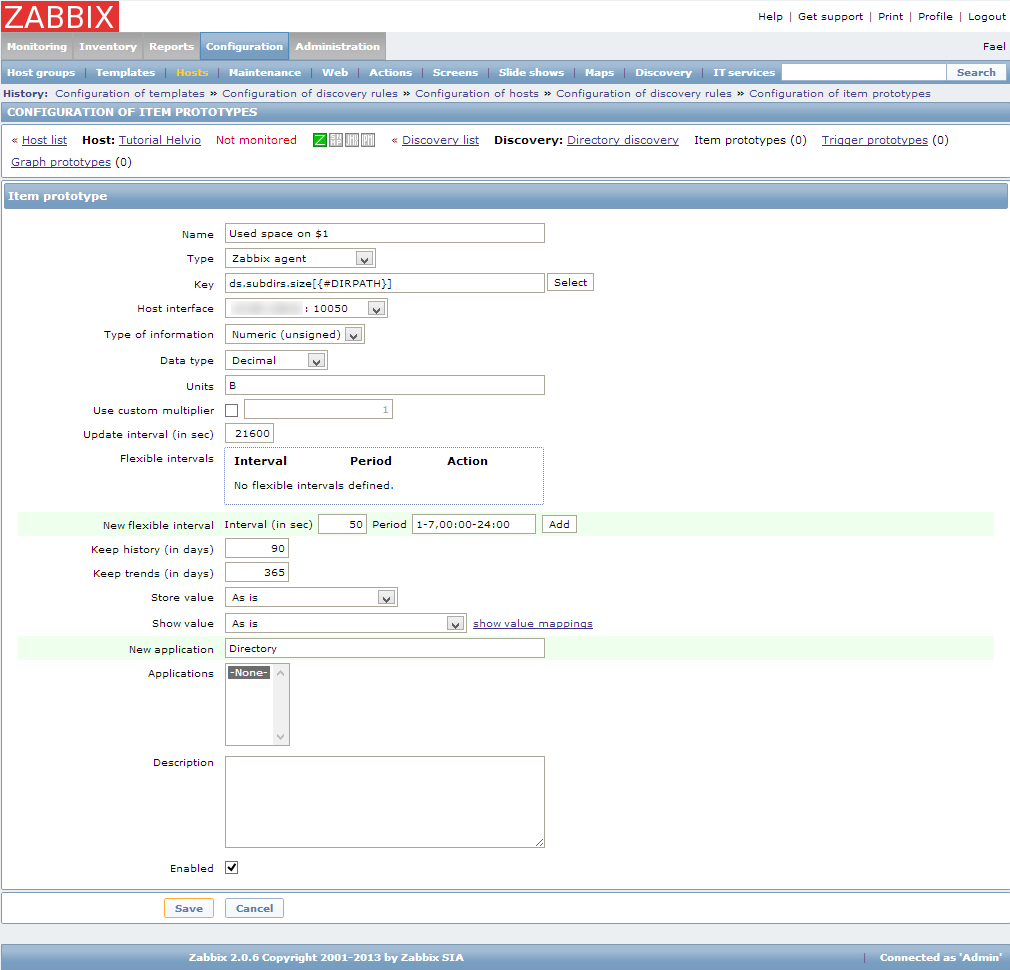 ZABBIX
Help | Get support | Print | Profile | Logout
Monitoring Inventory Reports Configuration Administration Fael
Host groups | Templates | Hosts | Maintenance | Web | Actions | Screens | Slide shows | Maps | Discovery | IT services Search
History: Configuration of templates » Configuration of discovery rules » Configuration of hosts » Configuration of discovery rules » Configuration of item prototypes
CONFIGURATION OF ITEM PROTOTYPES
« Host list Host: Tutorial Helvio Not monitored Z « Discovery list Discovery: Directory discovery Item prototypes (0) Trigger prototypes (0)
Graph prototypes (0)
Item prototype
Name Used space on $1
Type Zabbix agent
Key ds.subdirs.size[{#DIRPATH}] Select
Host interface : 10050
Type of information Numeric (unsigned)
Data type Decimal
Units B
Use custom multiplier 1
Update interval (in sec) 21600
Flexible intervals Interval Period Action
No flexible intervals defined.
New flexible interval Interval (in sec) 50 Period 1-7,00:00-24:00 Add
Keep history (in days) 90
Keep trends (in days) 365
Store value As is
Show value As is show value mappings
New application Directory
Applications -None-
Description
Enabled
Save Cancel
Zabbix 2.0.6 Copyright 2001-2013 by Zabbix SIA | Connected as 'Admin'